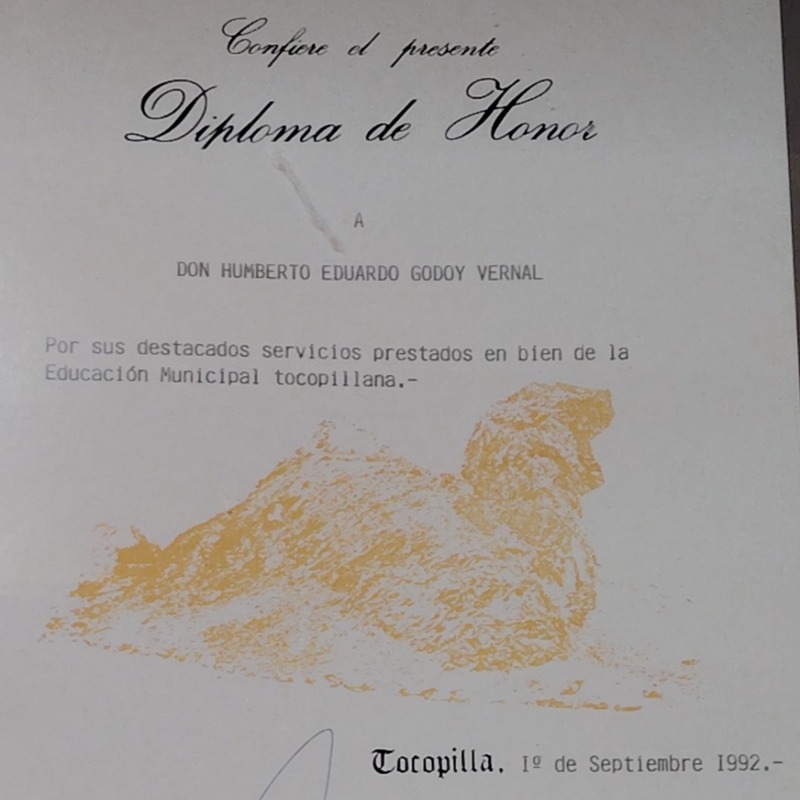 Confiere el presente
Diploma de Honor
A
DON HUMBERTO EDUARDO GODOY VERNAL
Por sus destacados servicios prestados en bien de la
Educación Municipal tocopillana.-
Tocopilla, Iº de Septiembre 1992.-